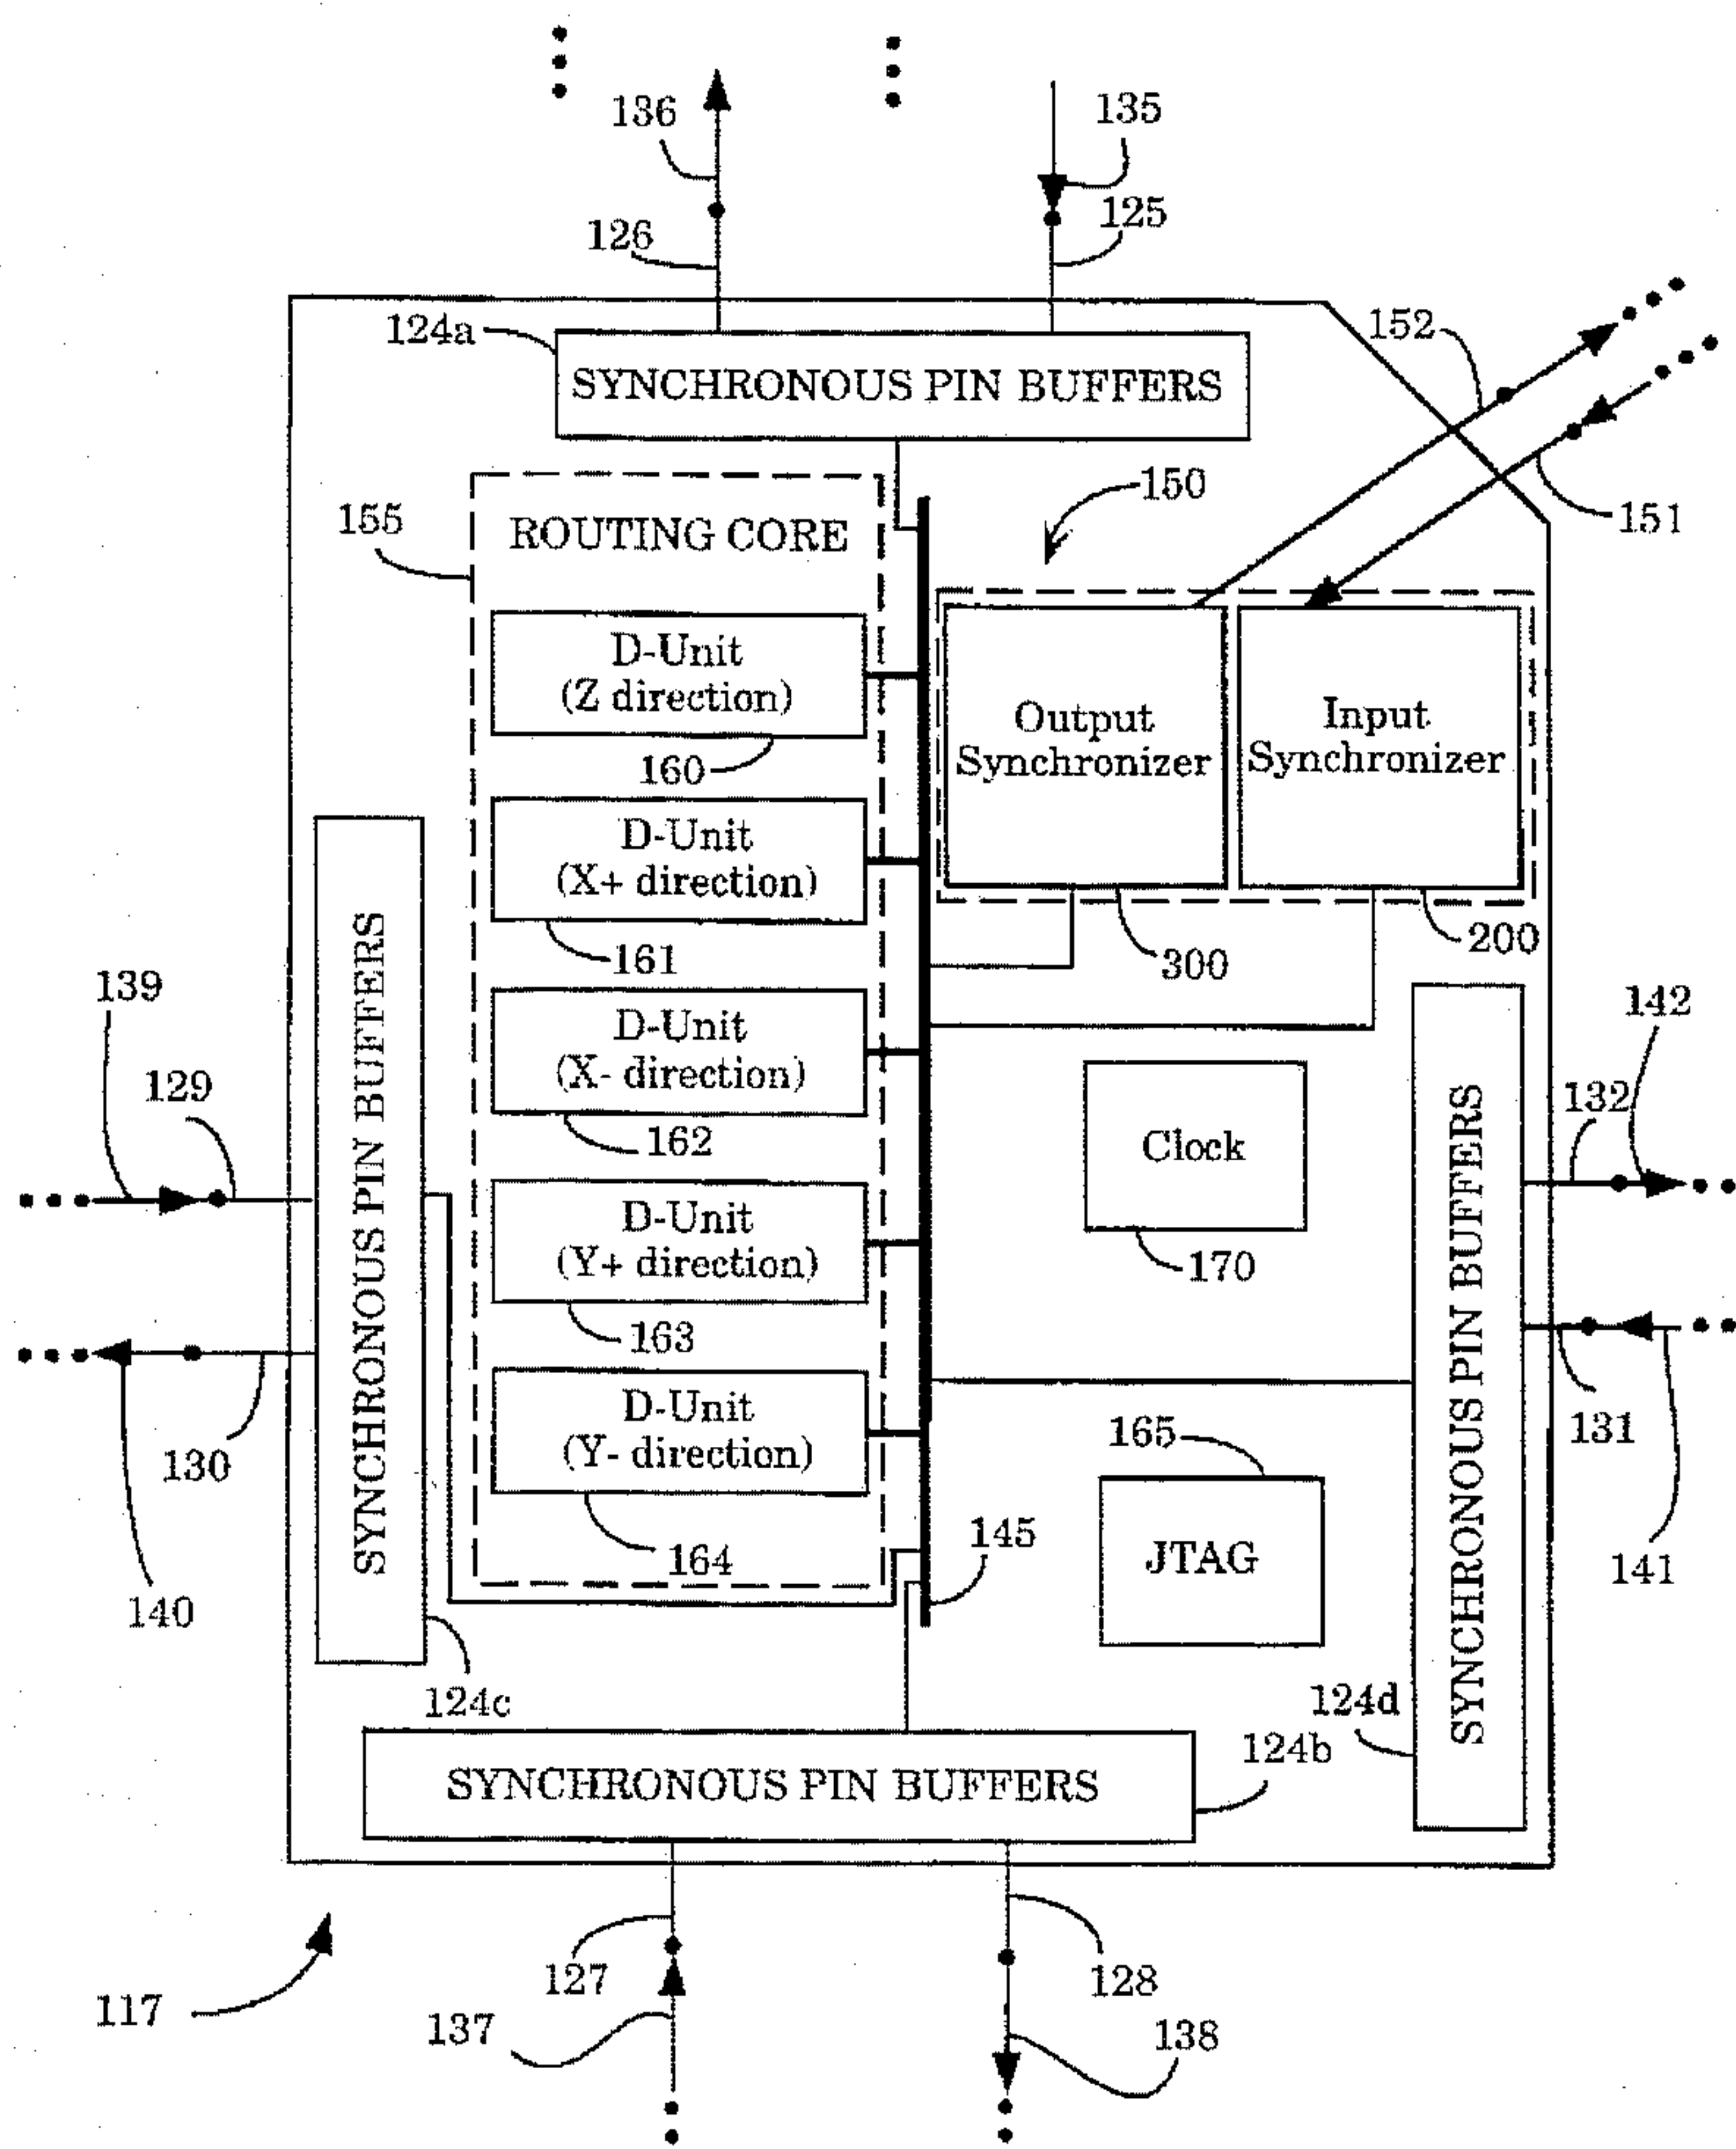 136
135
126
125
124a
SYNCHRONOUS PIN BUFFERS
152
151
150
155
ROUTING CORE
D-Unit
(Z direction)
160
D-Unit
(X+ direction)
161
D-Unit
(X- direction)
162
D-Unit
(Y+ direction)
163
D-Unit
(Y- direction)
164
Output
Synchronizer
Input
Synchronizer
300
200
139
129
SYNCHRONOUS PIN BUFFERS
130
140
124c
Clock
170
142
132
SYNCHRONOUS PIN BUFFERS
131
141
165
JTAG
145
124d
SYNCHRONOUS PIN BUFFERS
124b
117
127
137
128
138